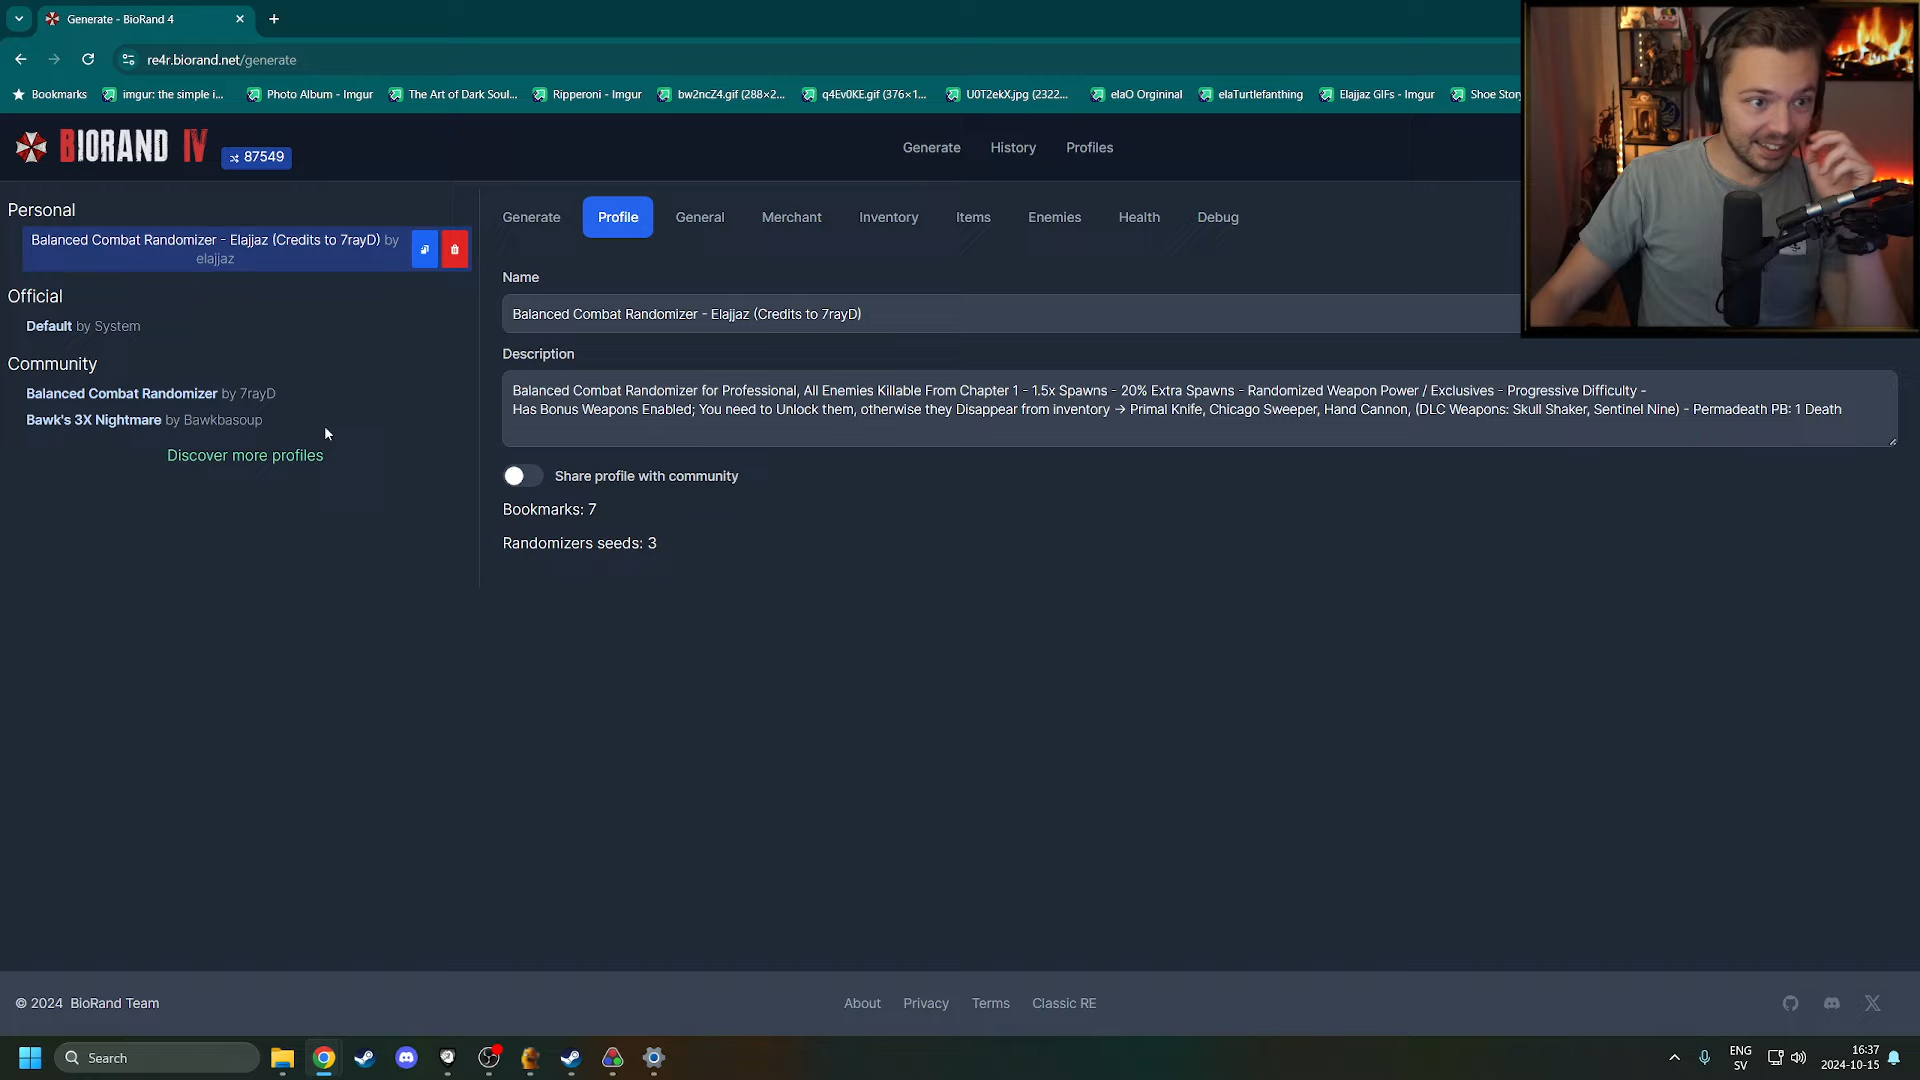 Generate - BioRand 4
re4r.biorand.net/generate
Bookmarks
imgur: the simple i...
Photo Album - Imgur
The Art of Dark Soul...
Ripperoni - Imgur
bw2ncZ4.gif (288×2...
q4Ev0KE.gif (376×1...
U0T2ekX.jpg (2322...
elaO Orgininal
elaTurtlefanthing
Elajjaz GIFs - Imgur
Shoe Story
BIORAND IV
87549
Generate
History
Profiles
Personal
Balanced Combat Randomizer - Elajjaz (Credits to 7rayD) by
elajjaz
Official
Default by System
Community
Balanced Combat Randomizer by 7rayD
Bawk's 3X Nightmare by Bawkbasoup
Discover more profiles
Generate
Profile
General
Merchant
Inventory
Items
Enemies
Health
Debug
Name
Balanced Combat Randomizer - Elajjaz (Credits to 7rayD)
Description
Balanced Combat Randomizer for Professional, All Enemies Killable From Chapter 1 - 1.5x Spawns - 20% Extra Spawns - Randomized Weapon Power / Exclusives - Progressive Difficulty -
Has Bonus Weapons Enabled; You need to Unlock them, otherwise they Disappear from inventory → Primal Knife, Chicago Sweeper, Hand Cannon, (DLC Weapons: Skull Shaker, Sentinel Nine) - Permadeath PB: 1 Death
Share profile with community
Bookmarks: 7
Randomizers seeds: 3
© 2024 BioRand Team
About
Privacy
Terms
Classic RE
Search
ENG
SV
16:37
2024-10-15